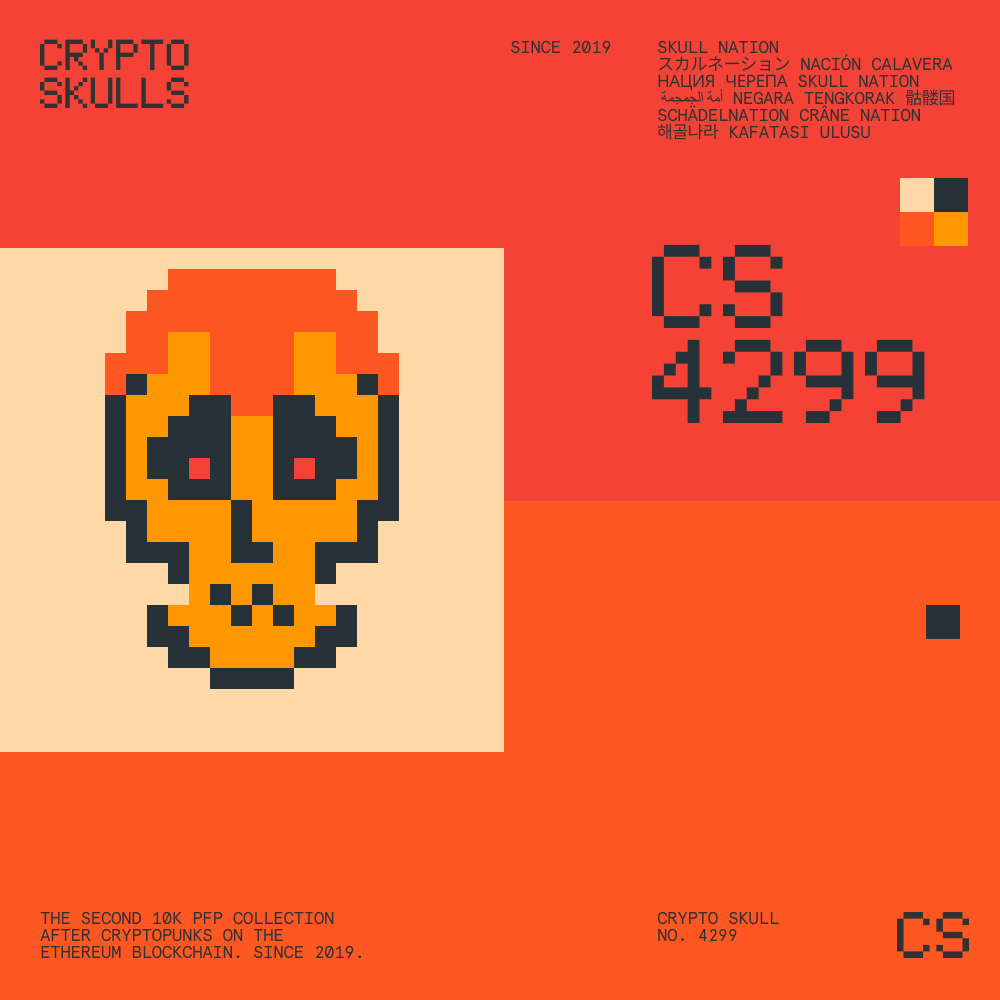 CRYPTO
SKULLS
SINCE 2019
SKULL NATION
スカルネーション NACIÓN CALAVERA
НАЦИЯ ЧЕРЕПА SKULL NATION
أمة الجمجمة NEGARA TENGKORAK 骷髅国
SCHÄDELNATION CRÂNE NATION
해골나라 KAFATASI ULUSU
CS
4299
THE SECOND 10K PFP COLLECTION
AFTER CRYPTOPUNKS ON THE
ETHEREUM BLOCKCHAIN. SINCE 2019.
CRYPTO SKULL
NO. 4299
CS